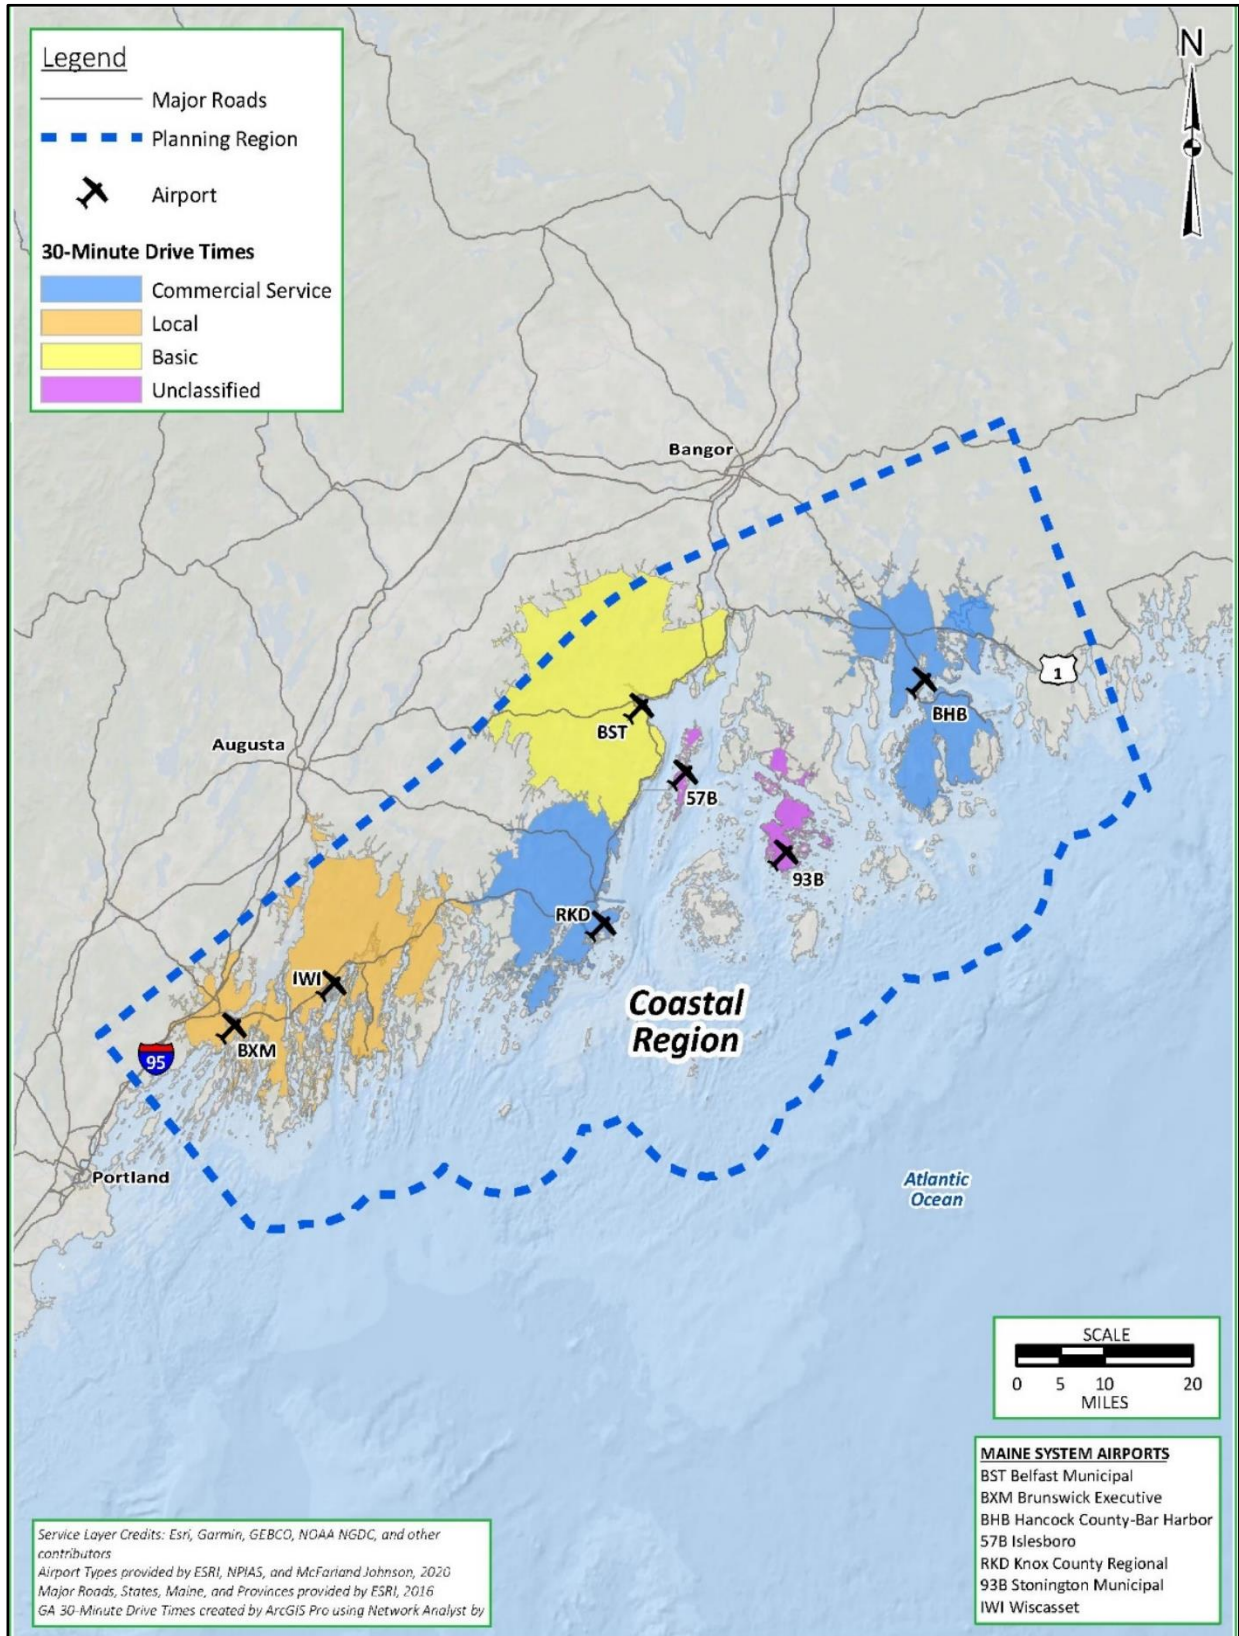 Legend
Major Roads
Planning Region
Airport
30-Minute Drive Times
Commercial Service
Local
Basic
Unclassified
N
Bangor
1
BHB
BST
Augusta
57B
93B
RKD
IWI
Coastal
Region
BXM
95
Portland
Atlantic
Ocean
SCALE
0 5 10 20
MILES
MAINE SYSTEM AIRPORTS
BST Belfast Municipal
BXM Brunswick Executive
BHB Hancock County-Bar Harbor
57B Islesboro
RKD Knox County Regional
93B Stonington Municipal
IWI Wiscasset
Service Layer Credits: Esri, Garmin, GEBCO, NOAA NGDC, and other
contributors
Airport Types provided by ESRI, NPIAS, and McFarland Johnson, 2020
Major Roads, States, Maine, and Provinces provided by ESRI, 2016
GA 30-Minute Drive Times created by ArcGIS Pro using Network Analyst by